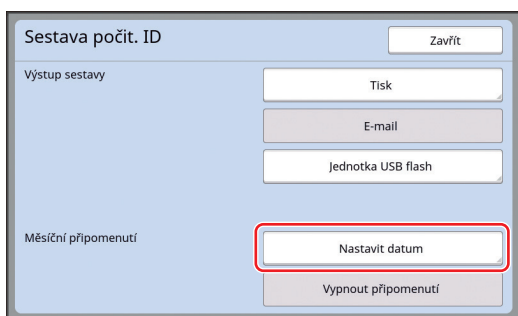 Sestava počit. ID
Zavřít
Výstup sestavy
Tisk
E-mail
Jednotka USB flash
Měsíční připomenutí
Nastavit datum
Vypnout připomenutí